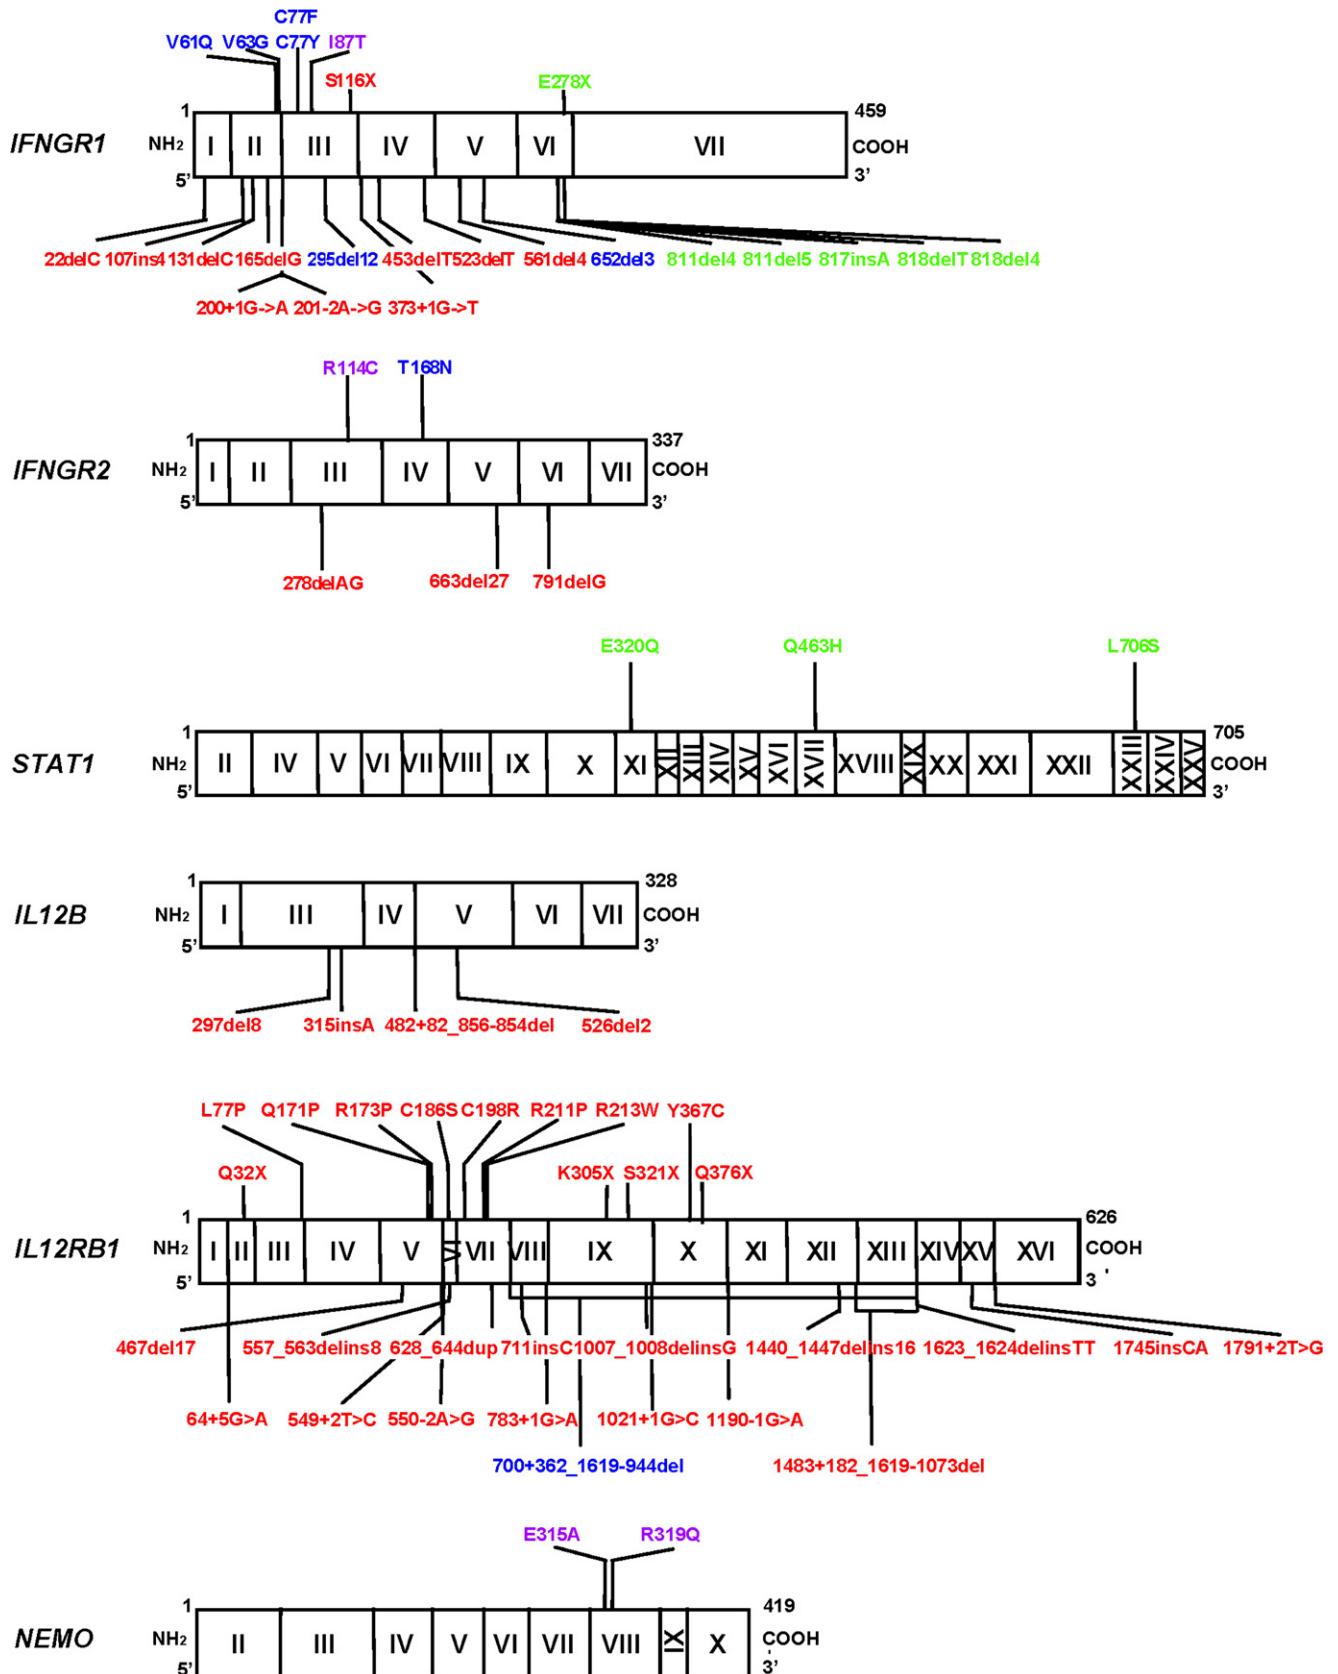 C77F
V61Q V63G C77Y I87T
S116X E278X
1 459
IFNGR1 NH2 I II III IV V VI VII COOH
5' 3'
22delC 107ins4 131delC 165delG 295del12 453delT 523delT 561del4 652del3 811del4 811del5 817insA 818delT 818del4
200+1G->A 201-2A->G 373+1G->T
R114C T168N
1 337
IFNGR2 NH2 I II III IV V VI VII COOH
5' 3'
278delAG 663del27 791delG
E320Q Q463H L706S
1 705
STAT1 NH2 II IV V VI VII VIII IX X XI XII XIII XIV XV XVI XVII XVIII XIX XX XXI XXII XXIII XXIV XXV COOH
5' 3'
1 328
IL12B NH2 I III IV V VI VII COOH
5' 3'
297del8 315insA 482+82_856-854del 526del2
L77P Q171P R173P C186S C198R R211P R213W Y367C
Q32X K305X S321X Q376X
1 626
IL12RB1 NH2 I II III IV V VI VII VIII IX X XI XII XIII XIV XV XVI COOH
5' 3 '
467del17 557_563delins8 628_644dup 711insC 1007_1008delinsG 1440_1447delins16 1623_1624delinsTT 1745insCA 1791+2T>G
64+5G>A 549+2T>C 550-2A>G 783+1G>A 1021+1G>C 1190-1G>A
700+362_1619-944del 1483+182_1619-1073del
E315A R319Q
1 419
NEMO NH2 II III IV V VI VII VIII IX X COOH
5' 3'